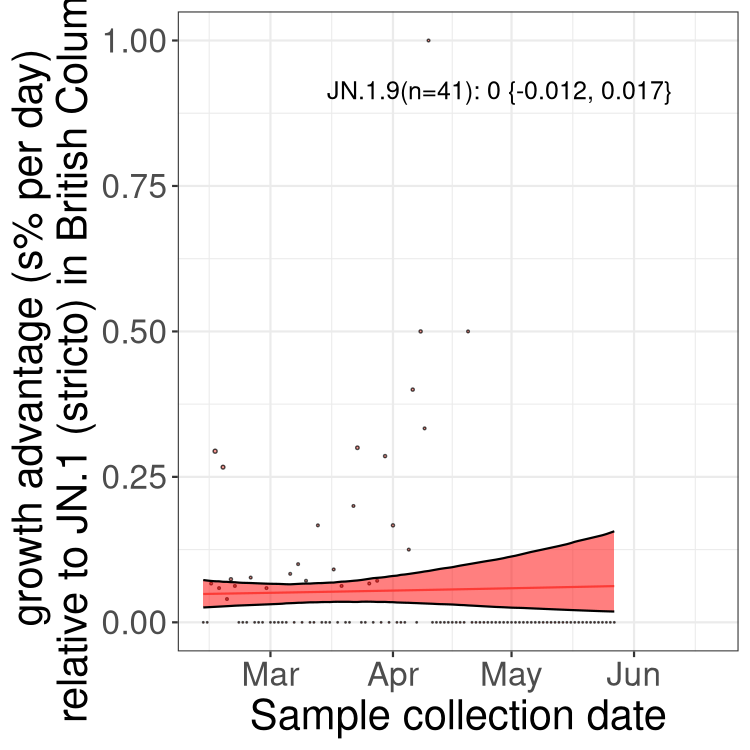 growth advantage (s% per day)
relative to JN.1 (stricto) in British Colum
1.00
0.75
0.50
0.25
0.00
JN.1.9(n=41): 0 {-0.012, 0.017}
Mar Apr May Jun
Sample collection date